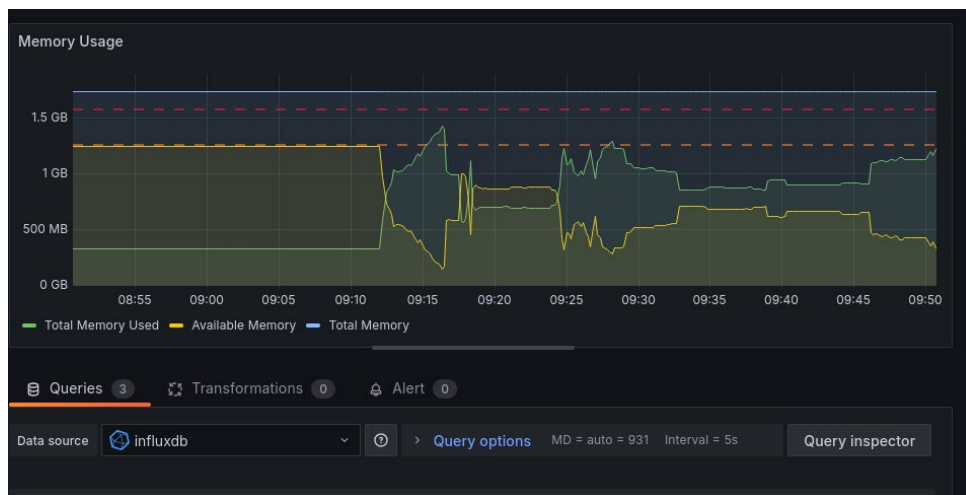 Memory Usage
1.5 GB
1 GB
500 MB
0 GB
08:55 09:00 09:05 09:10 09:15 09:20 09:25 09:30 09:35 09:40 09:45 09:50
Total Memory Used Available Memory Total Memory
Queries 3 Transformations 0 Alert 0
Data source influxdb ? > Query options MD = auto = 931 Interval = 5s Query inspector